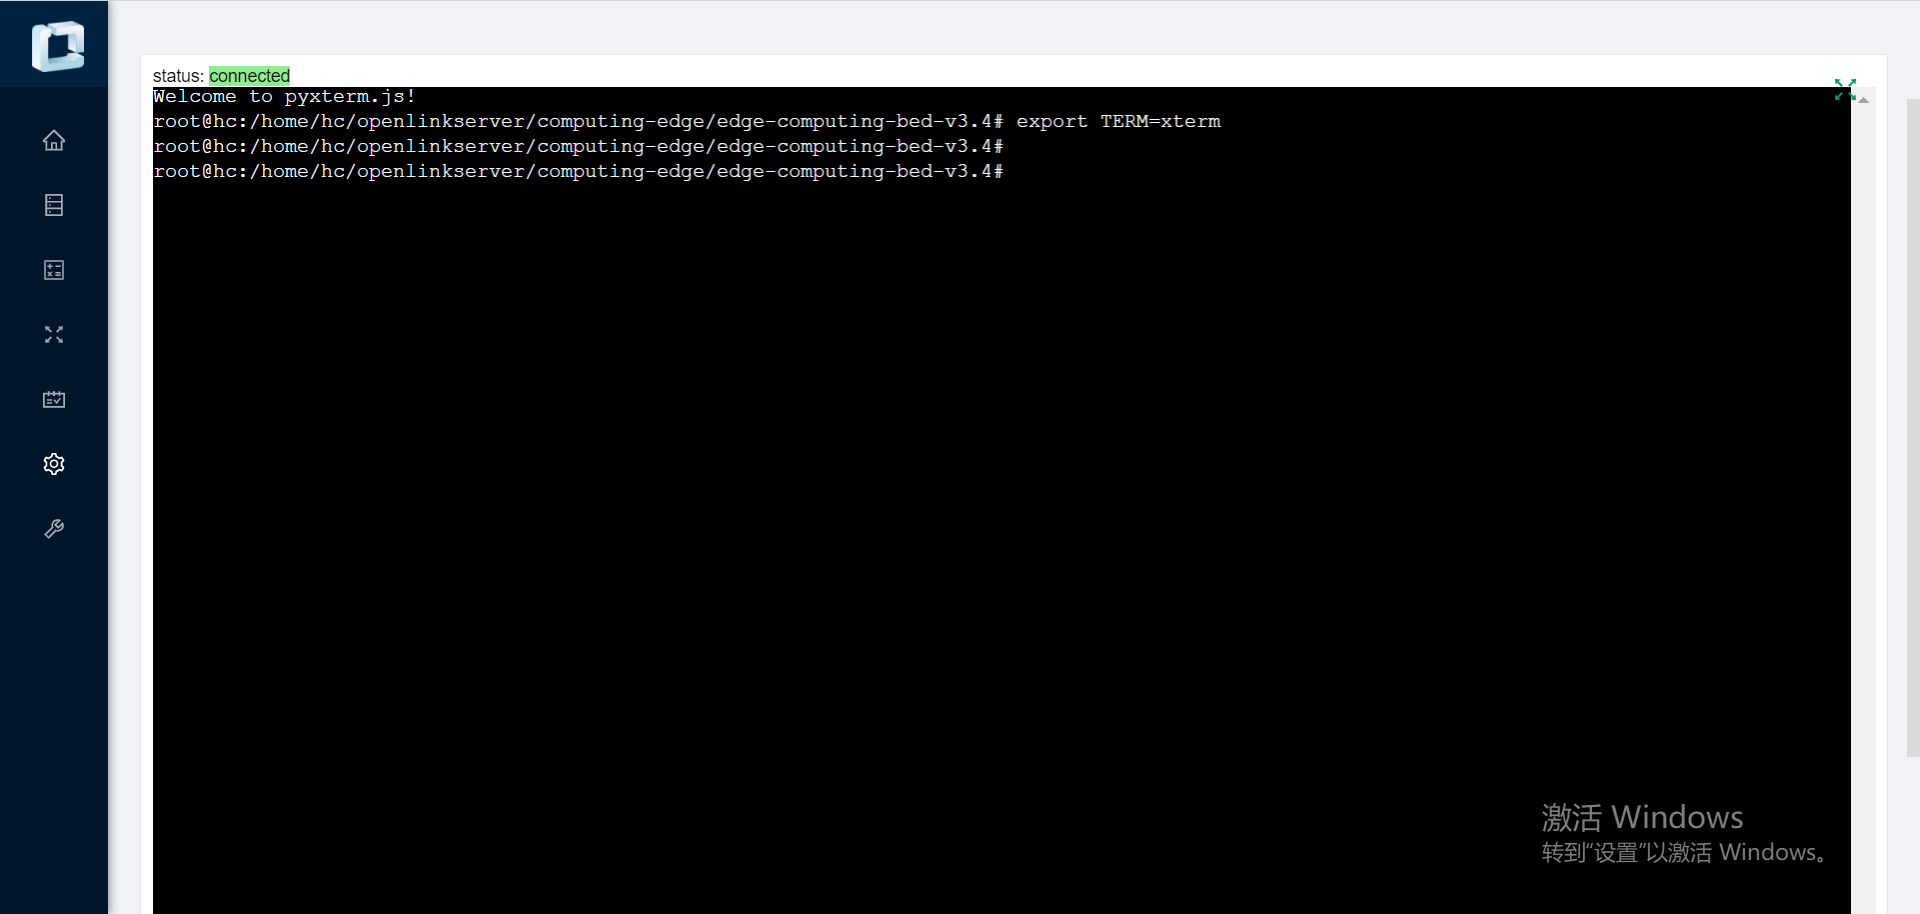 status: connected
Welcome to pyxterm.js!
root@hc:/home/hc/openlinkserver/computing-edge/edge-computing-bed-v3.4# export TERM=xterm
root@hc:/home/hc/openlinkserver/computing-edge/edge-computing-bed-v3.4#
root@hc:/home/hc/openlinkserver/computing-edge/edge-computing-bed-v3.4#
激活 Windows
转到"设置"以激活 Windows。